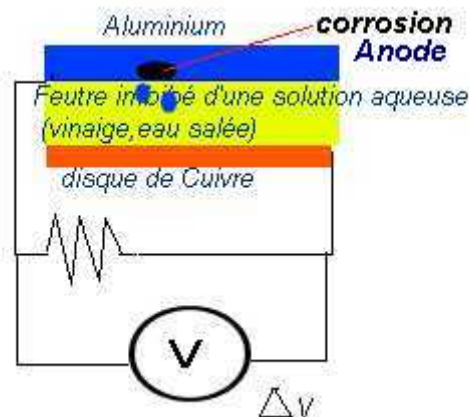 Aluminium
corrosion
Anode
Feutre imbibé d'une solution aqueuse
(vinaige,eau salée)
disque de Cuivre
V
ΔV